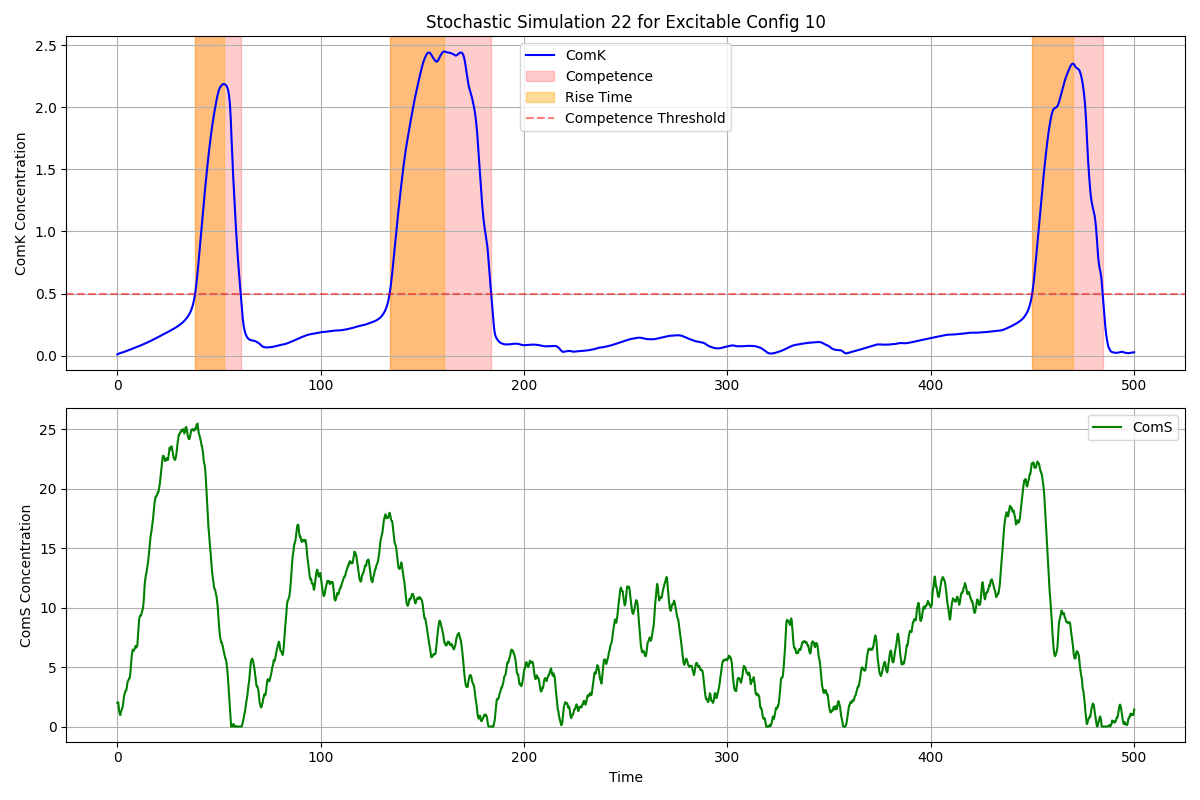 Stochastic Simulation 22 for Excitable Config 10
ComK Concentration
2.5
2.0
1.5
1.0
0.5
0.0
ComK
Competence
Rise Time
Competence Threshold
0 100 200 300 400 500
ComS Concentration
25
20
15
10
5
0
ComS
0 100 200 300 400 500
Time